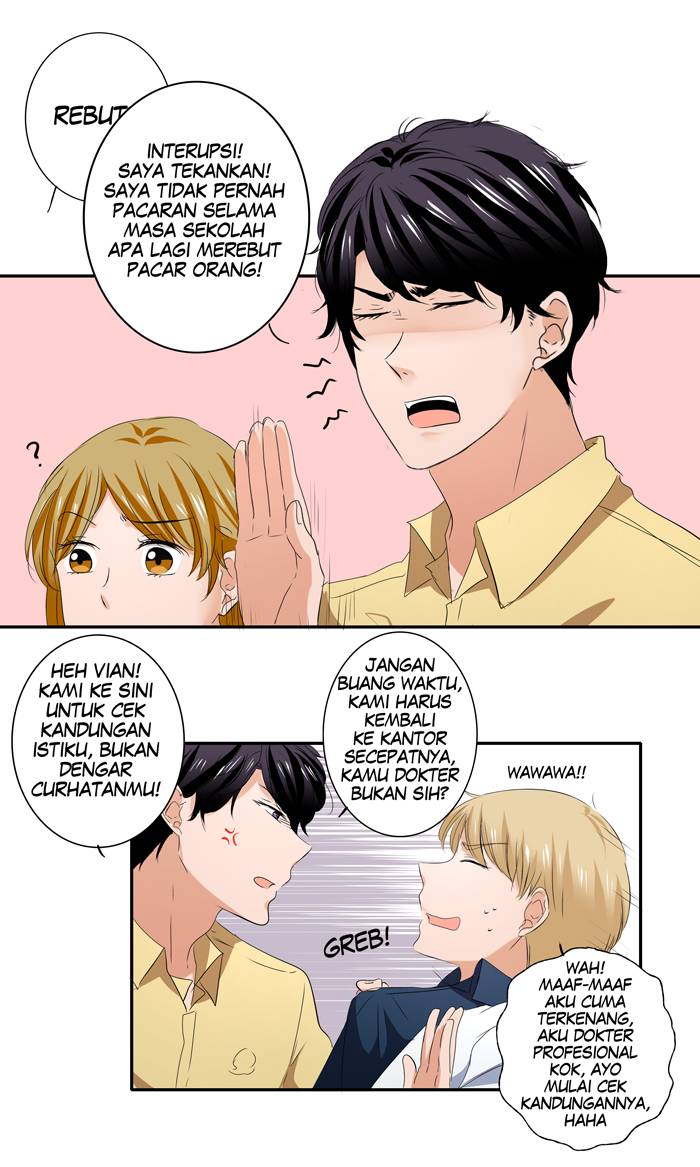 REBUT
INTERUPSI!
SAYA TEKANKAN!
SAYA TIDAK PERNAH
PACARAN SELAMA
MASA SEKOLAH
APA LAGI MEREBUT
PACAR ORANG!
?
HEH VIAN!
KAMI KE SINI
UNTUK CEK
KANDUNGAN
ISTIKU, BUKAN
DENGAR
CURHATANMU!
JANGAN
BUANG WAKTU,
KAMI HARUS
KEMBALI
KE KANTOR
SECEPATNYA,
KAMU DOKTER
BUKAN SIH?
WAWAWA!!
GREB!
WAH!
MAAF-MAAF
AKU CUMA
TERKENANG,
AKU DOKTER
PROFESIONAL
KOK, AYO
MULAI CEK
KANDUNGANNYA,
HAHA